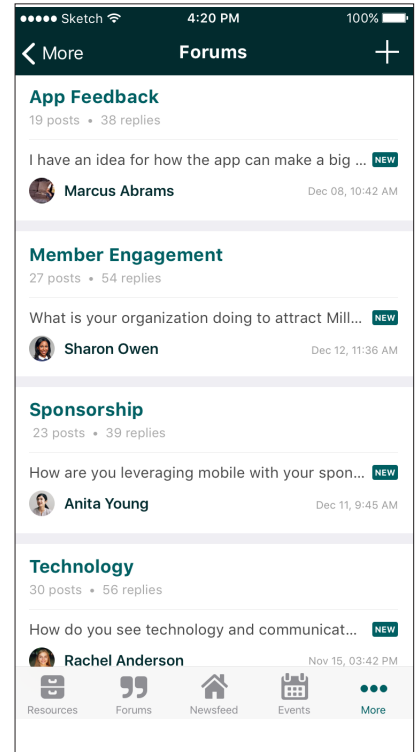 Sketch 4:20 PM 100%
More Forums
App Feedback
19 posts • 38 replies
I have an idea for how the app can make a big ... NEW
Marcus Abrams Dec 08, 10:42 AM
Member Engagement
27 posts • 54 replies
What is your organization doing to attract Mill... NEW
Sharon Owen Dec 12, 11:36 AM
Sponsorship
23 posts • 39 replies
How are you leveraging mobile with your spon... NEW
Anita Young Dec 11, 9:45 AM
Technology
30 posts • 56 replies
How do you see technology and communicat... NEW
Rachel Anderson Nov 15, 03:42 PM
Resources Forums Newsfeed Events More